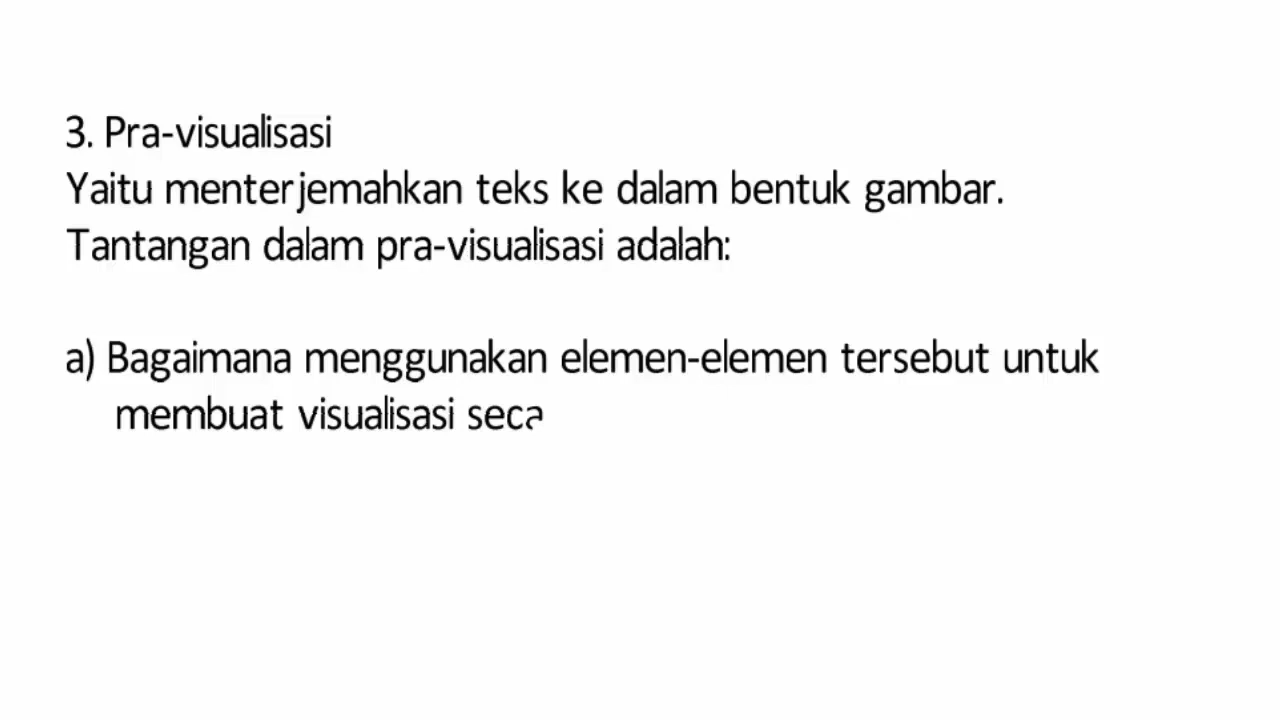 3. Pra-visualisasi
Yaitu menterjemahkan teks ke dalam bentuk gambar.
Tantangan dalam pra-visualisasi adalah:
a) Bagaimana menggunakan elemen-elemen tersebut untuk
membuat visualisasi seca